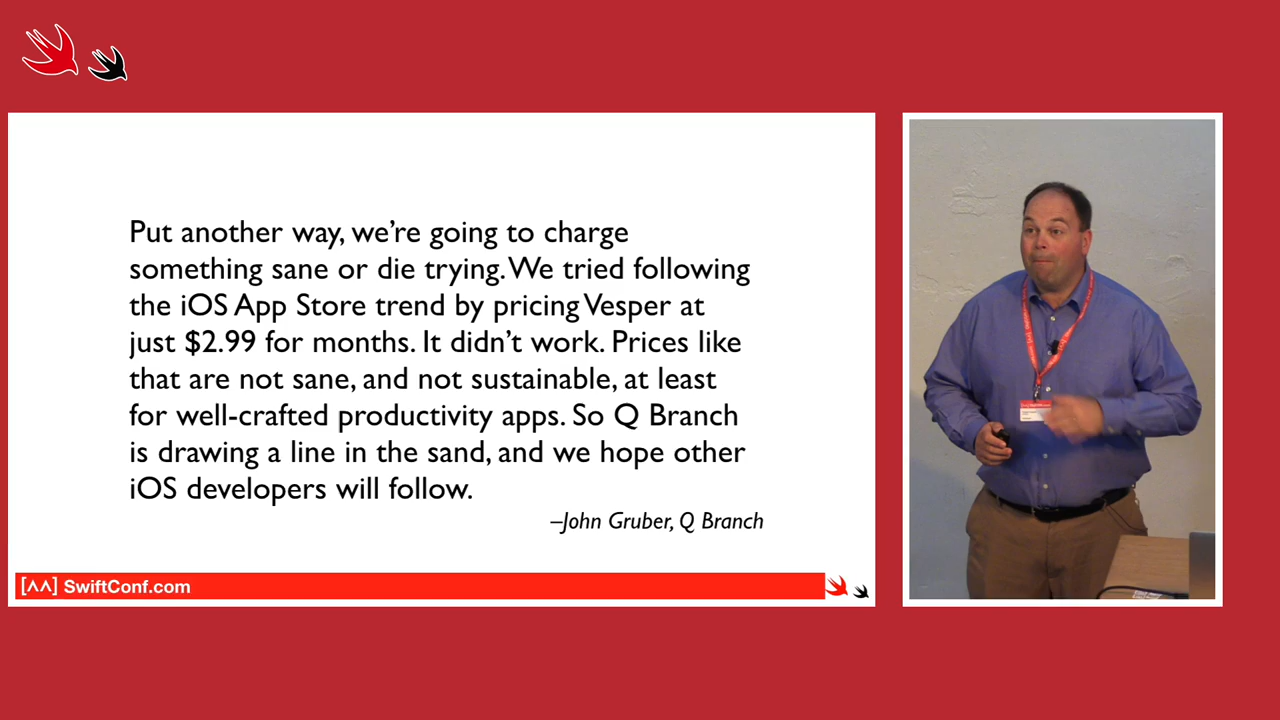 Put another way, we’re going to charge
something sane or die trying. We tried following
the iOS App Store trend by pricing Vesper at
just $2.99 for months. It didn’t work. Prices like
that are not sane, and not sustainable, at least
for well-crafted productivity apps. So Q Branch
is drawing a line in the sand, and we hope other
iOS developers will follow.
–John Gruber, Q Branch
[^^] SwiftConf.com